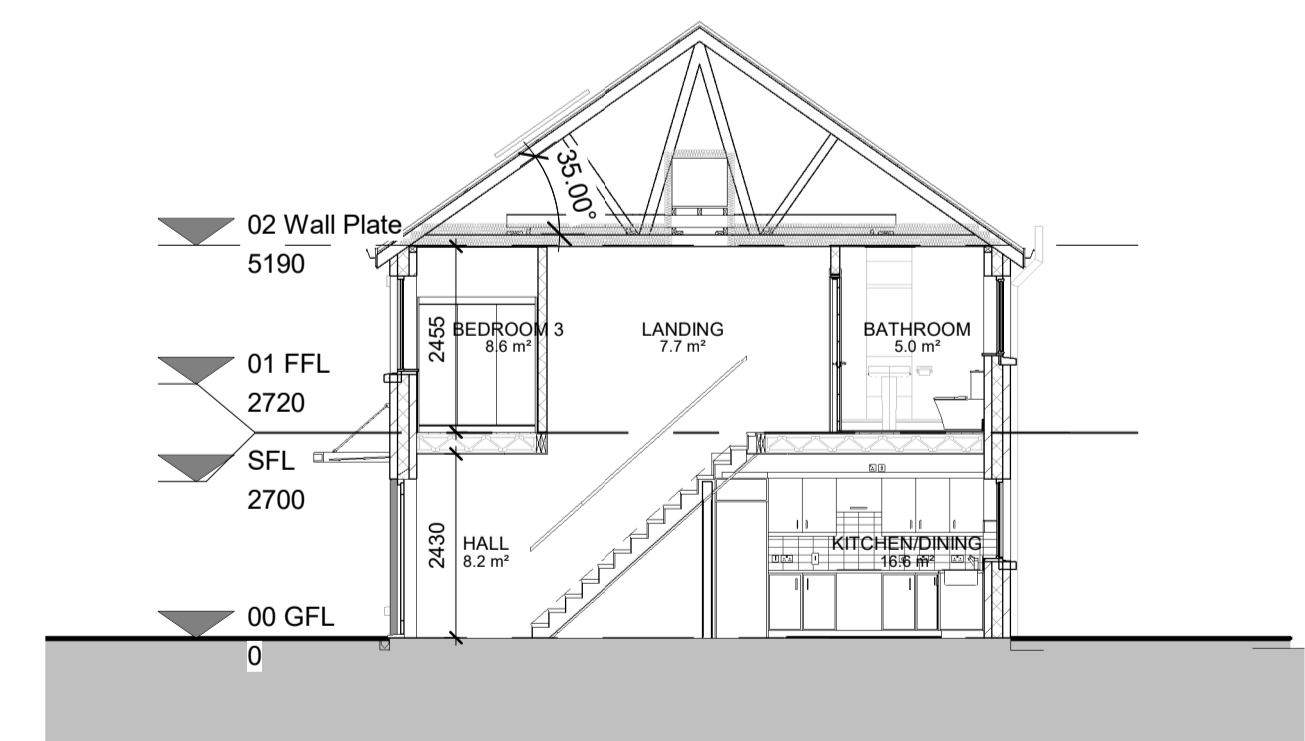 35.00°
02 Wall Plate
5190
2455
BEDROOM 3
8.6 m²
LANDING
7.7 m²
BATHROOM
5.0 m²
01 FFL
2720
SFL
2700
2430
HALL
8.2 m²
KITCHEN/DINING
16.6 m²
00 GFL
0